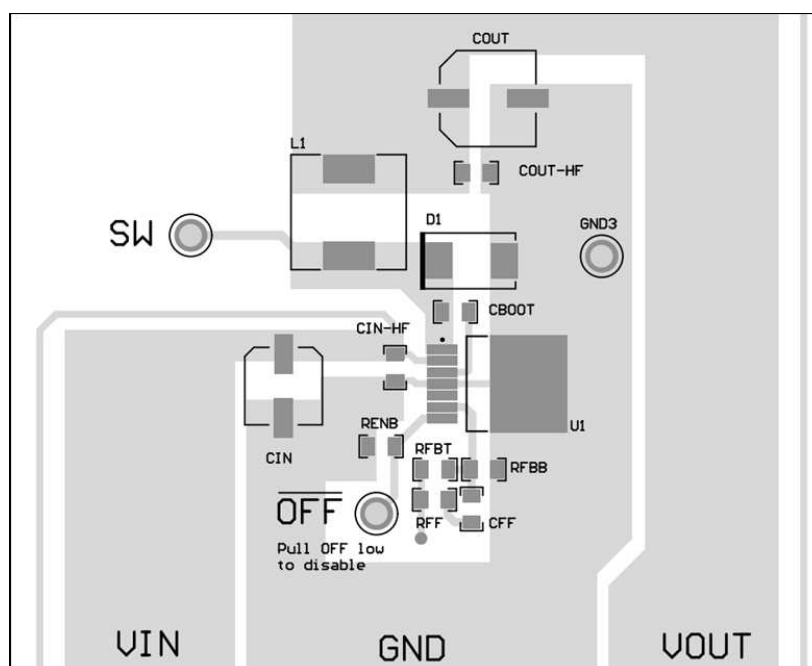 COUT
L1
COUT-HF
D1
SW
GND3
CBOOT
CIN-HF
RENB
U1
RFBT
CIN
RFBB
OFF
RFF
CFF
Pull OFF low
to disable
VIN
GND
VOUT